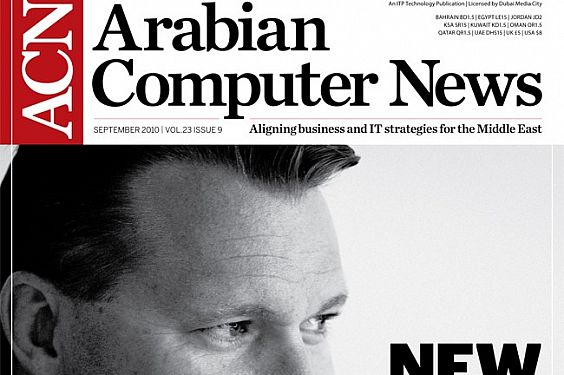 An ITP Technology Publication | Licensed by Dubai Media City
ACN
Arabian
Computer News
BAHRAIN BD1.5 | EGYPT LE15 | JORDAN JD2
KSA SR15 | KUWAIT KD1.5 | OMAN OR1.5
QATAR QR1.5 | UAE DHS15 | UK £5 | USA $8
SEPTEMBER 2010 | VOL.23 ISSUE 9
Aligning business and IT strategies for the Middle East
NEW